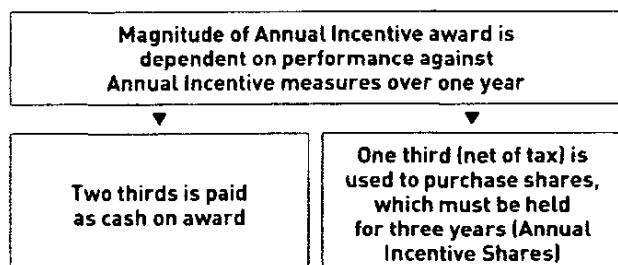 Magnitude of Annual Incentive award is
dependent on performance against
Annual Incentive measures over one year
Two thirds is paid
as cash on award
One third (net of tax) is
used to purchase shares,
which must be held
for three years (Annual
Incentive Shares)